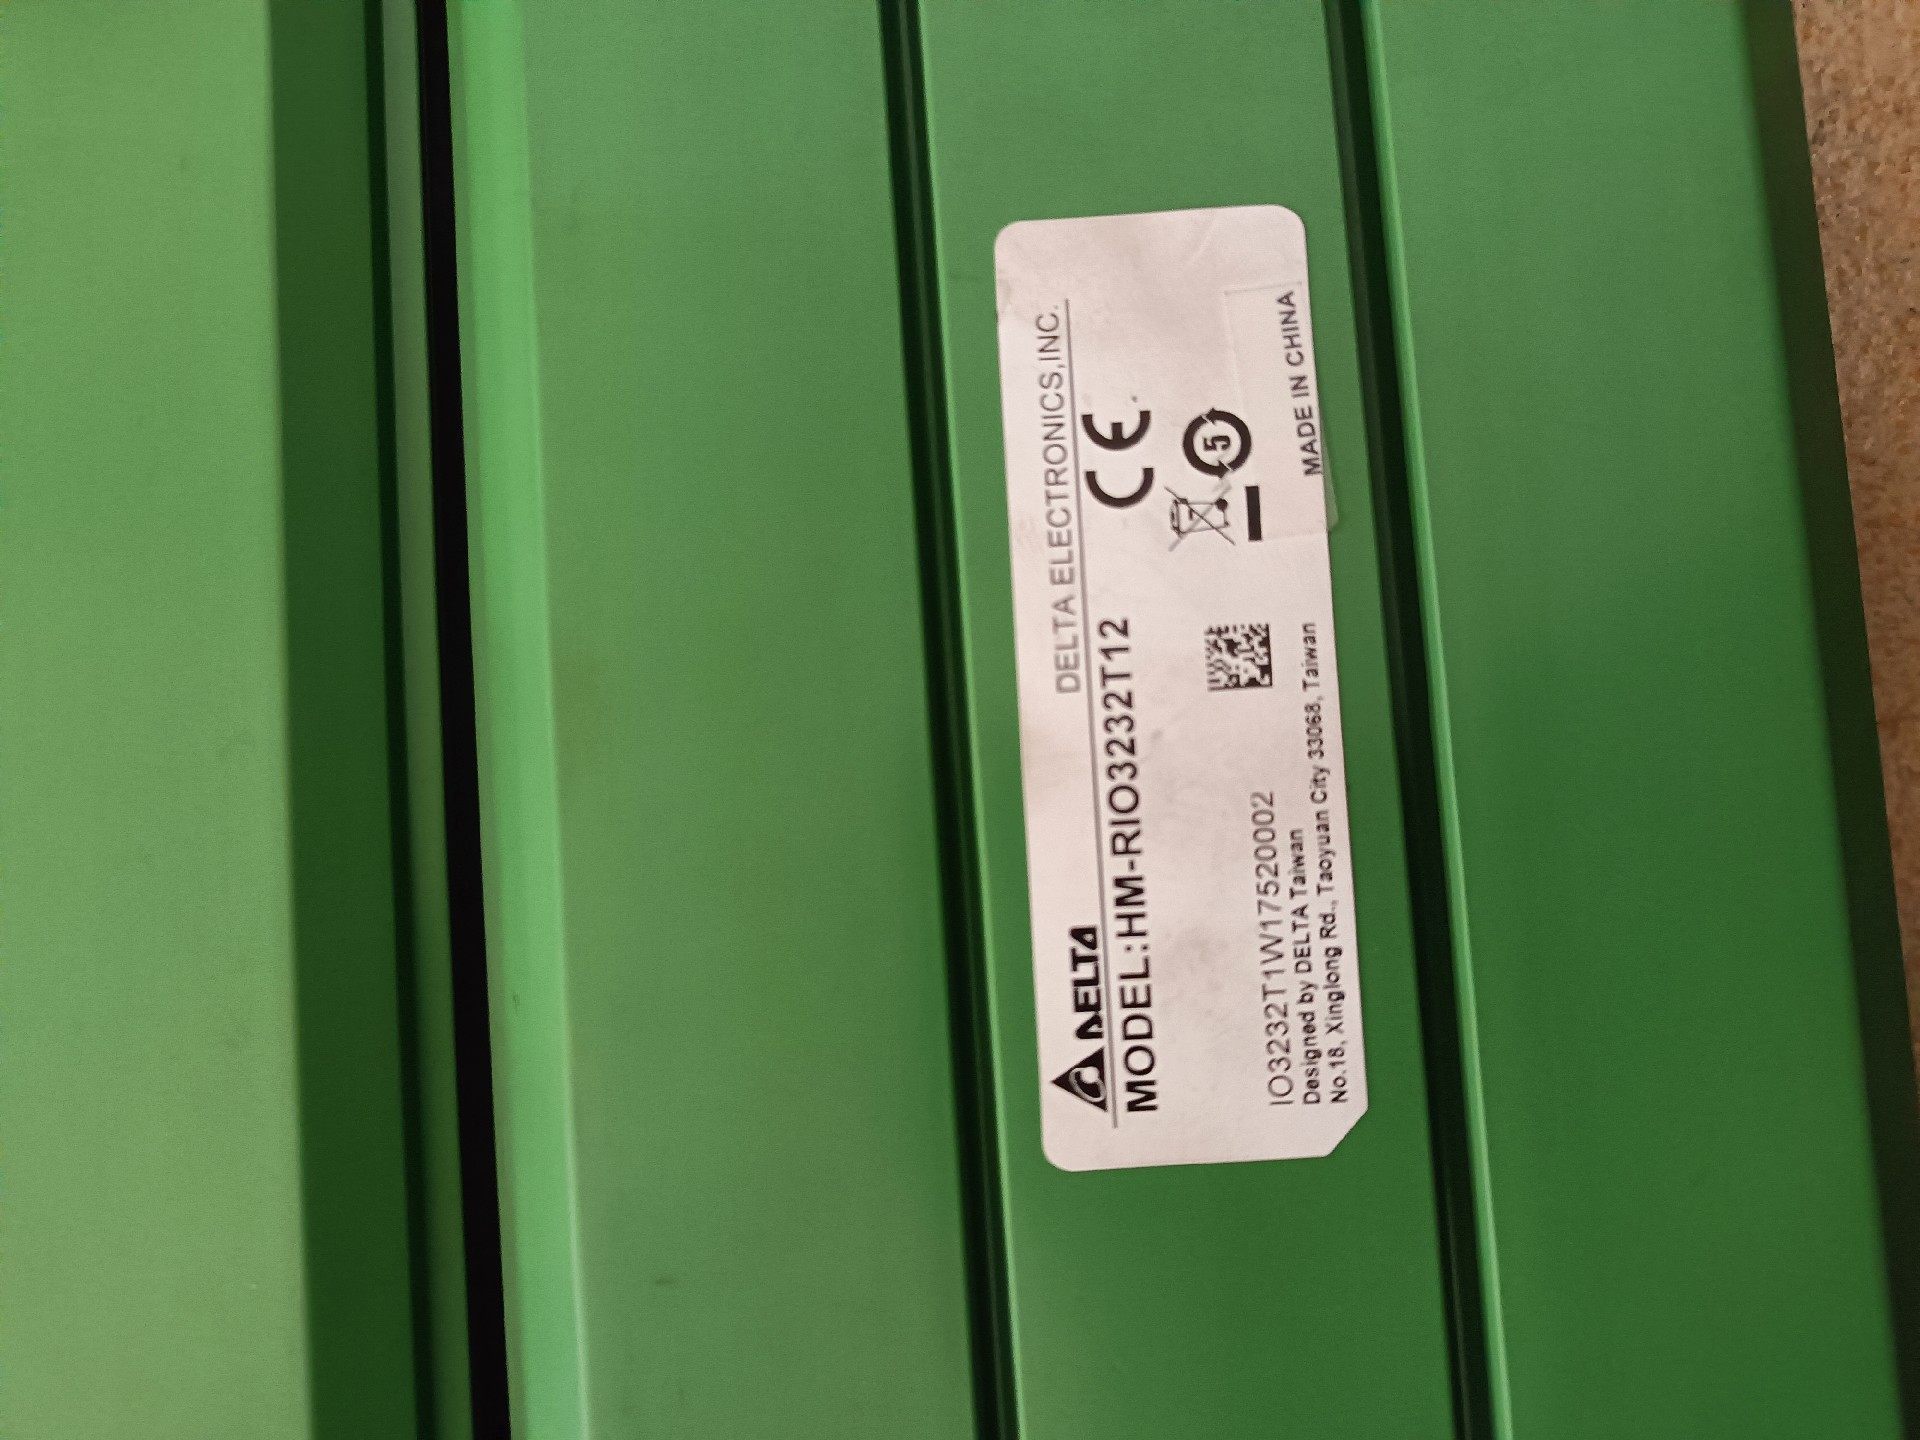 DELTA DELTA ELECTRONICS,INC.
MODEL:HM-RIO3232T12
CE
5
IO3232T1W17520002
Designed by DELTA Taiwan
No.18, Xinglong Rd., Taoyuan City 33068, Taiwan
MADE IN CHINA